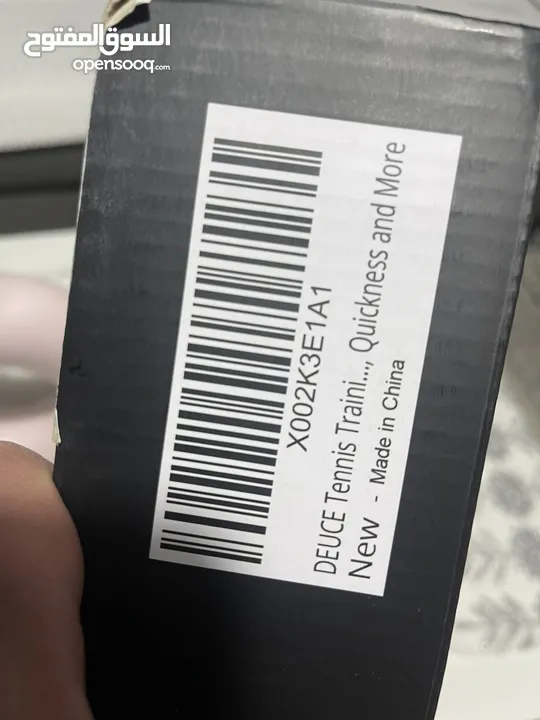 السوق المفتوح
opensooq.com
X002K3E1A1
DEUCE Tennis Traini..., Quickness and More
New - Made in China